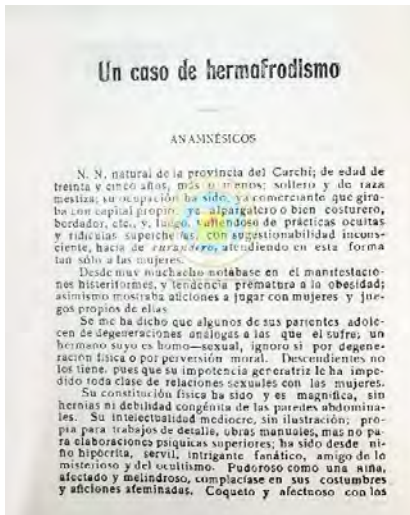 Un caso de hermafrodismo
ANAMNÉSICOS
N. N. natural de la provincia del Carchi; de edad de
treinta y cinco años, más o menos; soltero y de raza
mestiza; su ocupación ha sido, ya comerciante que gira-
ba con capital propio, ya alpargatero o bien costurero,
bordador, etc., y, luego, valiéndose de prácticas ocultas
y ridículas supercherías, con sugestionabilidad incons-
ciente, hacía de curandero, atendiendo en esta forma
tan sólo a las mujeres.
Desde muy muchacho notábase en él manifestacio-
nes histeriformes, y tendencia prematura a la obesidad;
asimismo mostraba aficiones a jugar con mujeres y jue-
gos propios de ellas.
Se me ha dicho que algunos de sus parientes adole-
cen de degeneraciones análogas a las que el sufre; un
hermano suyo es homo—sexual, ignoro si por degene-
ración física o por perversión moral. Descendientes no
los tiene, pues que su impotencia generatriz le ha impe-
dido toda clase de relaciones sexuales con las mujeres.
Su constitución física ha sido y es magnífica, sin
hernias ni debilidad congénita de las paredes abdomina-
les. Su intelectualidad mediocre, sin ilustración; pro-
pia para trabajos de detalle, obras manuales, mas no pa-
ra elaboraciones psíquicas superiores; ha sido desde ni-
ño hipócrita, servil, intrigante fanático, amigo de lo
misterioso y del ocultismo. Pudoroso como una niña,
afectado y melindroso, complacíase en sus costumbres
y aficiones afeminadas. Coqueto y afectuoso con los